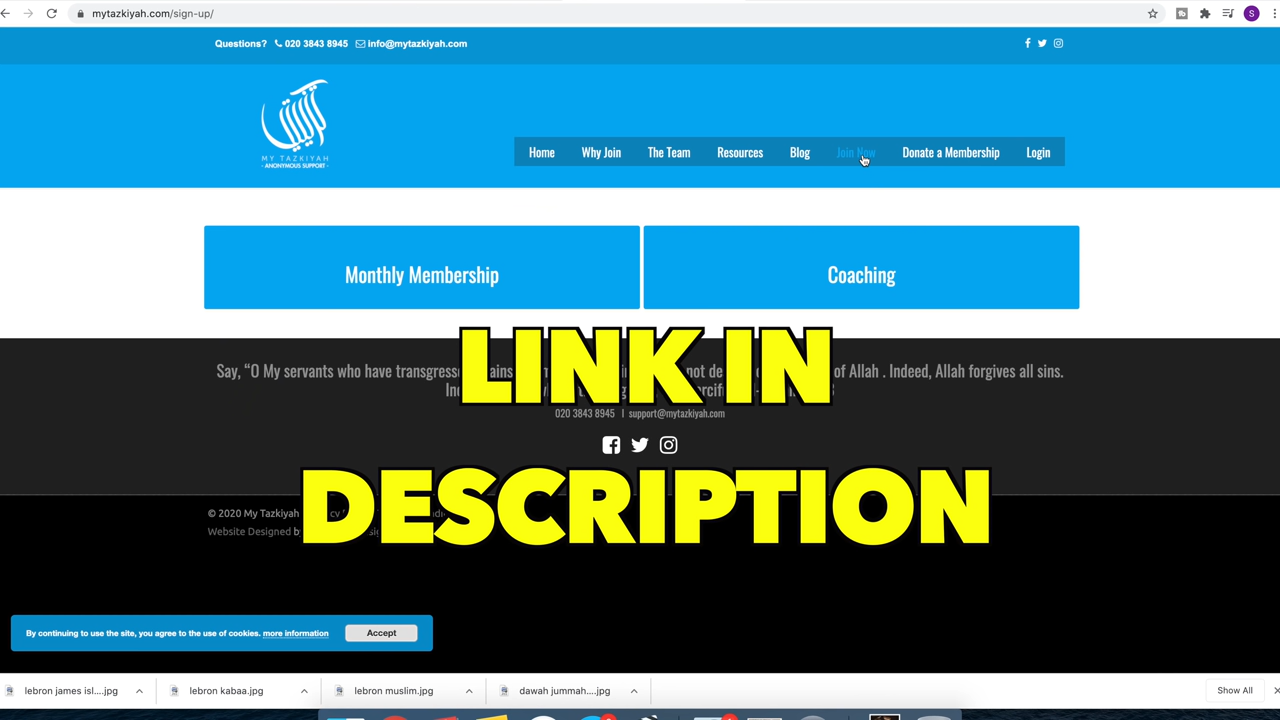 mytazkiyah.com/sign-up/
S
Questions? 020 3843 8945 info@mytazkiyah.com
MY TAZKIYAH
- ANONYMOUS SUPPORT -
Home Why Join The Team Resources Blog Join Now Donate a Membership Login
Monthly Membership Coaching
LINK IN
Say, “O My servants who have transgress of Allah . Indeed, Allah forgives all sins.
020 3843 8945 | support@mytazkiyah.com
DESCRIPTION
© 2020 My Tazkiyah
Website Designed
By continuing to use the site, you agree to the use of cookies. more information Accept
lebron james isl....jpg lebron kabaa.jpg lebron muslim.jpg dawah jummah....jpg Show All